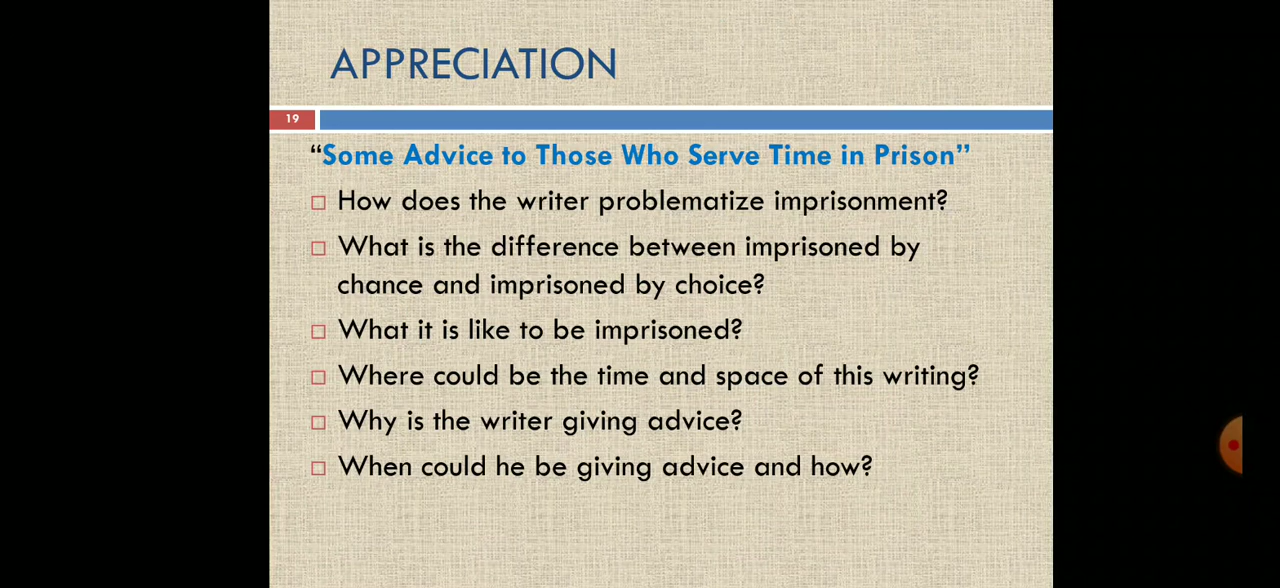 APPRECIATION
19
“Some Advice to Those Who Serve Time in Prison”
How does the writer problematize imprisonment?
What is the difference between imprisoned by
chance and imprisoned by choice?
What it is like to be imprisoned?
Where could be the time and space of this writing?
Why is the writer giving advice?
When could he be giving advice and how?